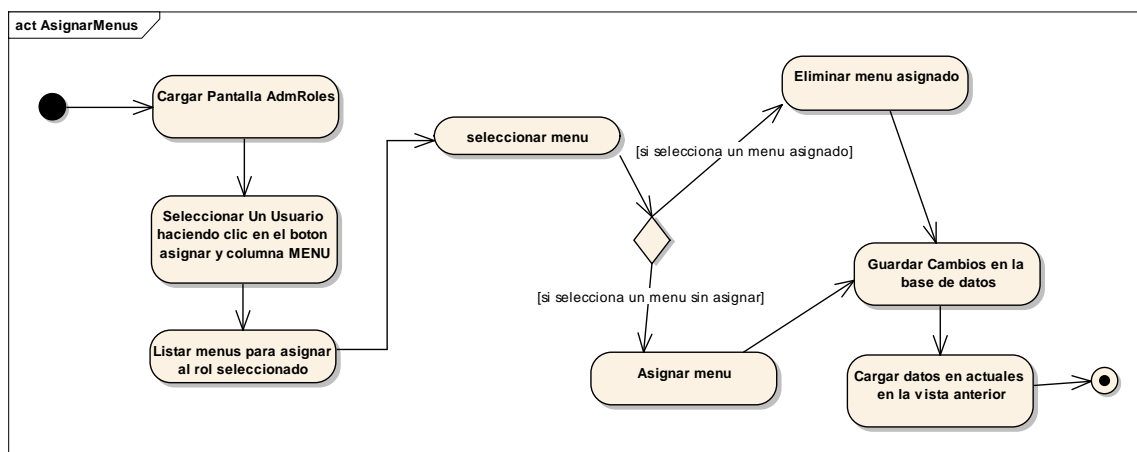 act AsignarMenus
Cargar Pantalla AdmRoles
Seleccionar Un Usuario
haciendo clic en el boton
asignar y columna MENU
Listar menus para asignar
al rol seleccionado
seleccionar menu
[si selecciona un menu asignado]
Eliminar menu asignado
[si selecciona un menu sin asignar]
Asignar menu
Guardar Cambios en la
base de datos
Cargar datos en actuales
en la vista anterior